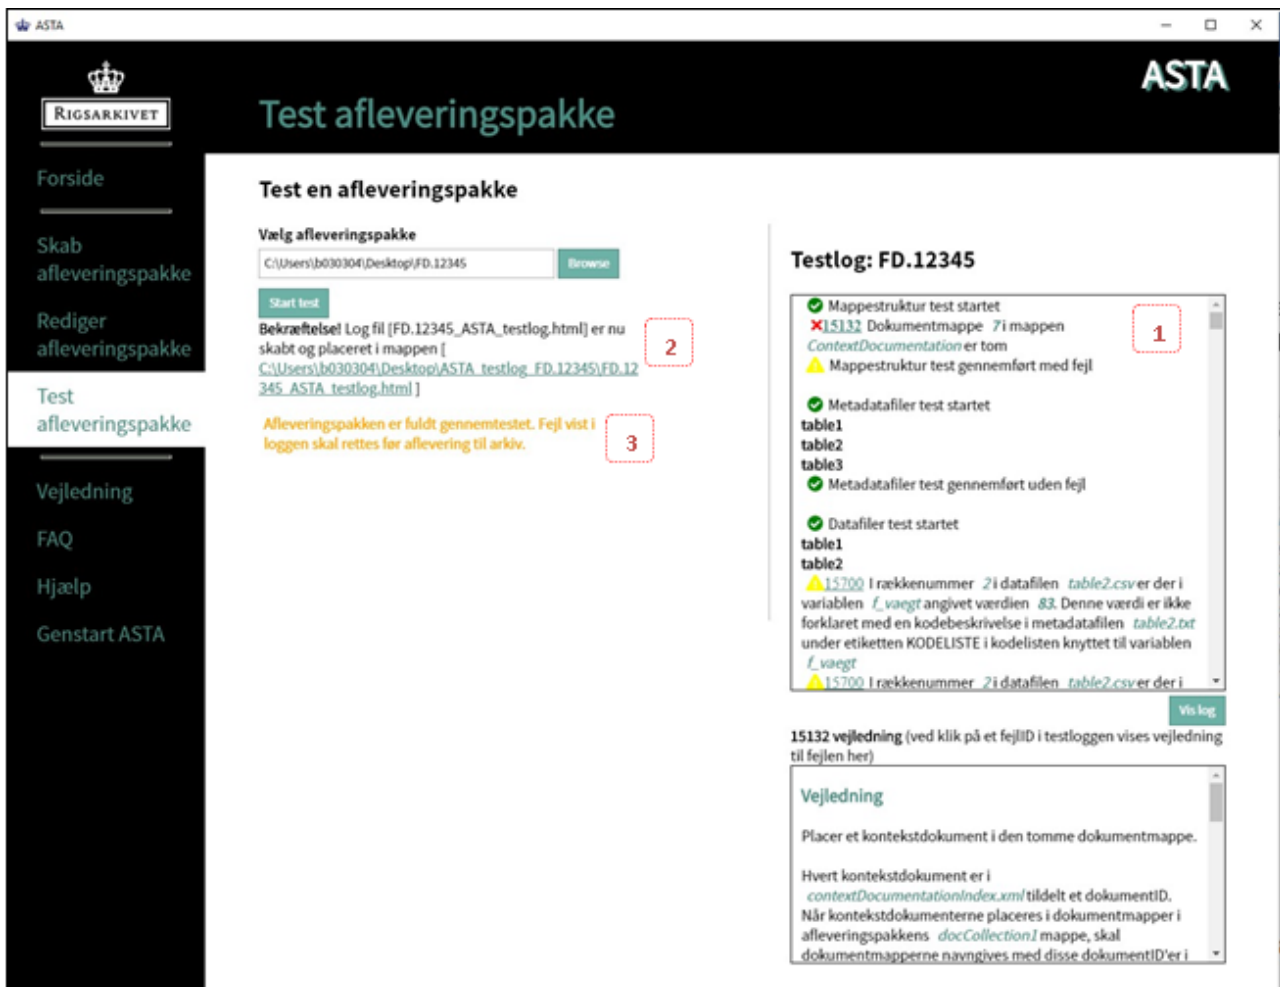 ASTA
RIGSARKIVET
ASTA
Test afleveringspakke
Forside
Skab
afleveringspakke
Rediger
afleveringspakke
Test
afleveringspakke
Vejledning
FAQ
Hjælp
Genstart ASTA
Test en afleveringspakke
Vælg afleveringspakke
C:\Users\b030304\Desktop\FD.12345
Browse
Start test
Bekræftelse! Log fil [FD.12345_ASTA_testlog.html] er nu
skabt og placeret i mappen [
C:\Users\b030304\Desktop\ASTA_testlog_FD.12345\FD.12
345_ASTA_testlog.html ]
2
Afleveringspakken er fuldt gennemtestet. Fejl vist i
loggen skal rettes før aflevering til arkiv.
3
Testlog: FD.12345
Mappestruktur test startet
15132 Dokumentmappe 7 i mappen
ContextDocumentation er tom
Mappestruktur test gennemført med fejl
1
Metadatafiler test startet
table1
table2
table3
Metadatafiler test gennemført uden fejl
Datafiler test startet
table1
table2
15700 I rækkenummer 2 i datafilen table2.csv er der i
variablen f_vaegt angivet værdien 83. Denne værdi er ikke
forklaret med en kodebeskrivelse i metadatafilen table2.txt
under etiketten KODELISTE i kodelisten knyttet til variablen
f_vaegt
15700 I rækkenummer 2 i datafilen table2.csv er der i
Vis log
15132 vejledning (ved klik på et fejlID i testloggen vises vejledning
til fejlen her)
Vejledning
Placer et kontekstdokument i den tomme dokumentmappe.
Hvert kontekstdokument er i
contextDocumentationIndex.xml tildelt et dokumentID.
Når kontekstdokumenterne placeres i dokumentmapper i
afleveringspakkens docCollection1 mappe, skal
dokumentmapperne navngives med disse dokumentID'er i